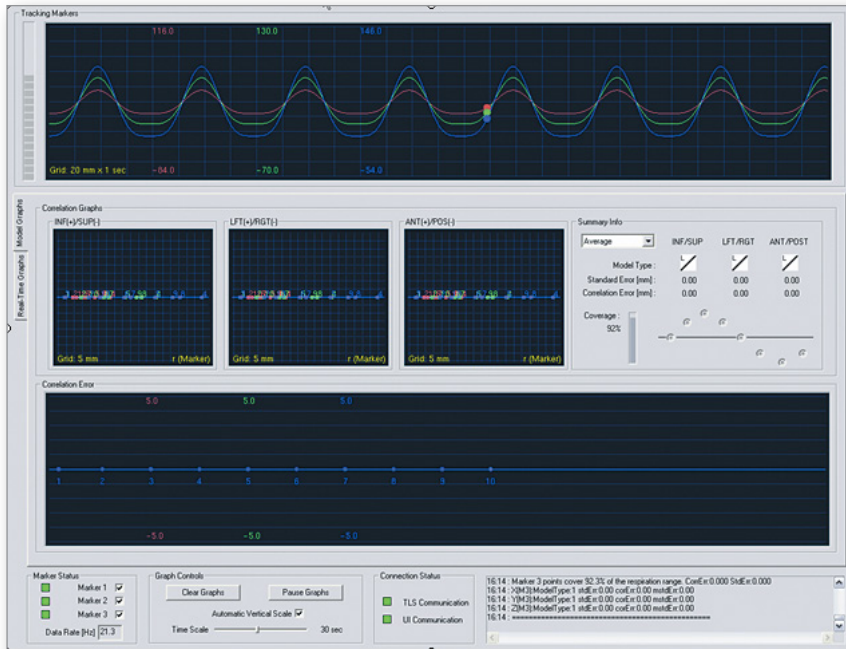 Tracking Markers
116.0 130.0 146.0
Grid: 20 mm x 1 sec
-84.0 -70.0 -54.0
Model Graphs
Real-Time Graphs
Correlation Graphs
INF(+)/SUP(-)
Grid: 5 mm r (Marker)
LFT(+)/RGT(-)
Grid: 5 mm r (Marker)
ANT(+)/POS(-)
Grid: 5 mm r (Marker)
Summary Info
Average INF/SUP LFT/RGT ANT/POST
Model Type : L L L
Standard Error [mm] : 0.00 0.00 0.00
Correlation Error [mm] : 0.00 0.00 0.00
Coverage :
92%
Correlation Error
5.0 5.0 5.0
1 2 3 4 5 6 7 8 9 10
-5.0 -5.0 -5.0
Marker Status
Marker 1
Marker 2
Marker 3
Data Rate [Hz] 21.3
Graph Controls
Clear Graphs Pause Graphs
Automatic Vertical Scale
Time Scale 30 sec
Connection Status
TLS Communication
UI Communication
16:14 : Marker 3 points cover 92.3% of the respiration range. CorrErr:0.000 StdErr:0.000
16:14 : X[M3]:ModelType:1 stdErr:0.00 corErr:0.00 mstdErr:0.00
16:14 : Y[M3]:ModelType:1 stdErr:0.00 corErr:0.00 mstdErr:0.00
16:14 : Z[M3]:ModelType:1 stdErr:0.00 corErr:0.00 mstdErr:0.00
16:14 : ==========================================